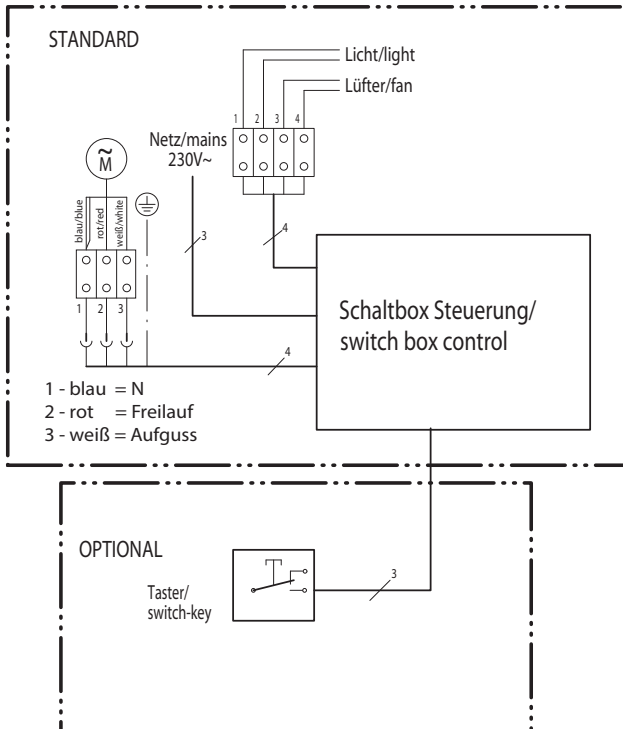 STANDARD
Licht/light
Lüfter/fan
1 2 3 4
Netz/mains
230V~
M
~
blau/blue
rot/red
weiß/white
3
4
1 2 3
4
Schaltbox Steuerung/
switch box control
1 - blau = N
2 - rot = Freilauf
3 - weiß = Aufguss
OPTIONAL
Taster/
switch-key
3